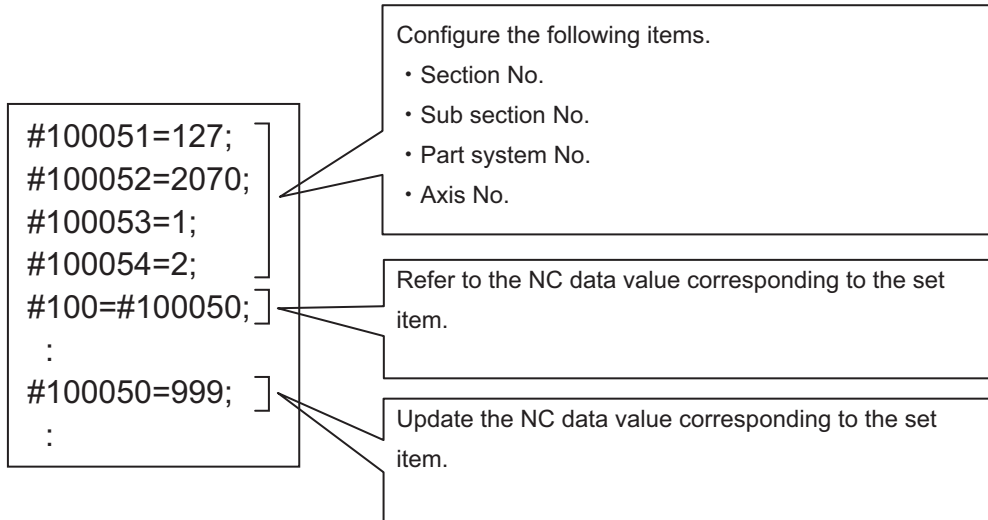 #100051=127;
#100052=2070;
#100053=1;
#100054=2;
#100=#100050;
:
#100050=999;
:
Configure the following items.
・Section No.
・Sub section No.
・Part system No.
・Axis No.
Refer to the NC data value corresponding to the set
item.
Update the NC data value corresponding to the set
item.